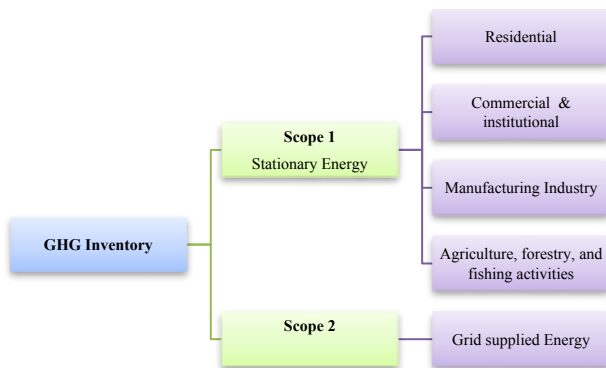 Residential
Commercial &
institutional
Scope 1
Stationary Energy
Manufacturing Industry
GHG Inventory
Agriculture, forestry, and
fishing activities
Scope 2
Grid supplied Energy